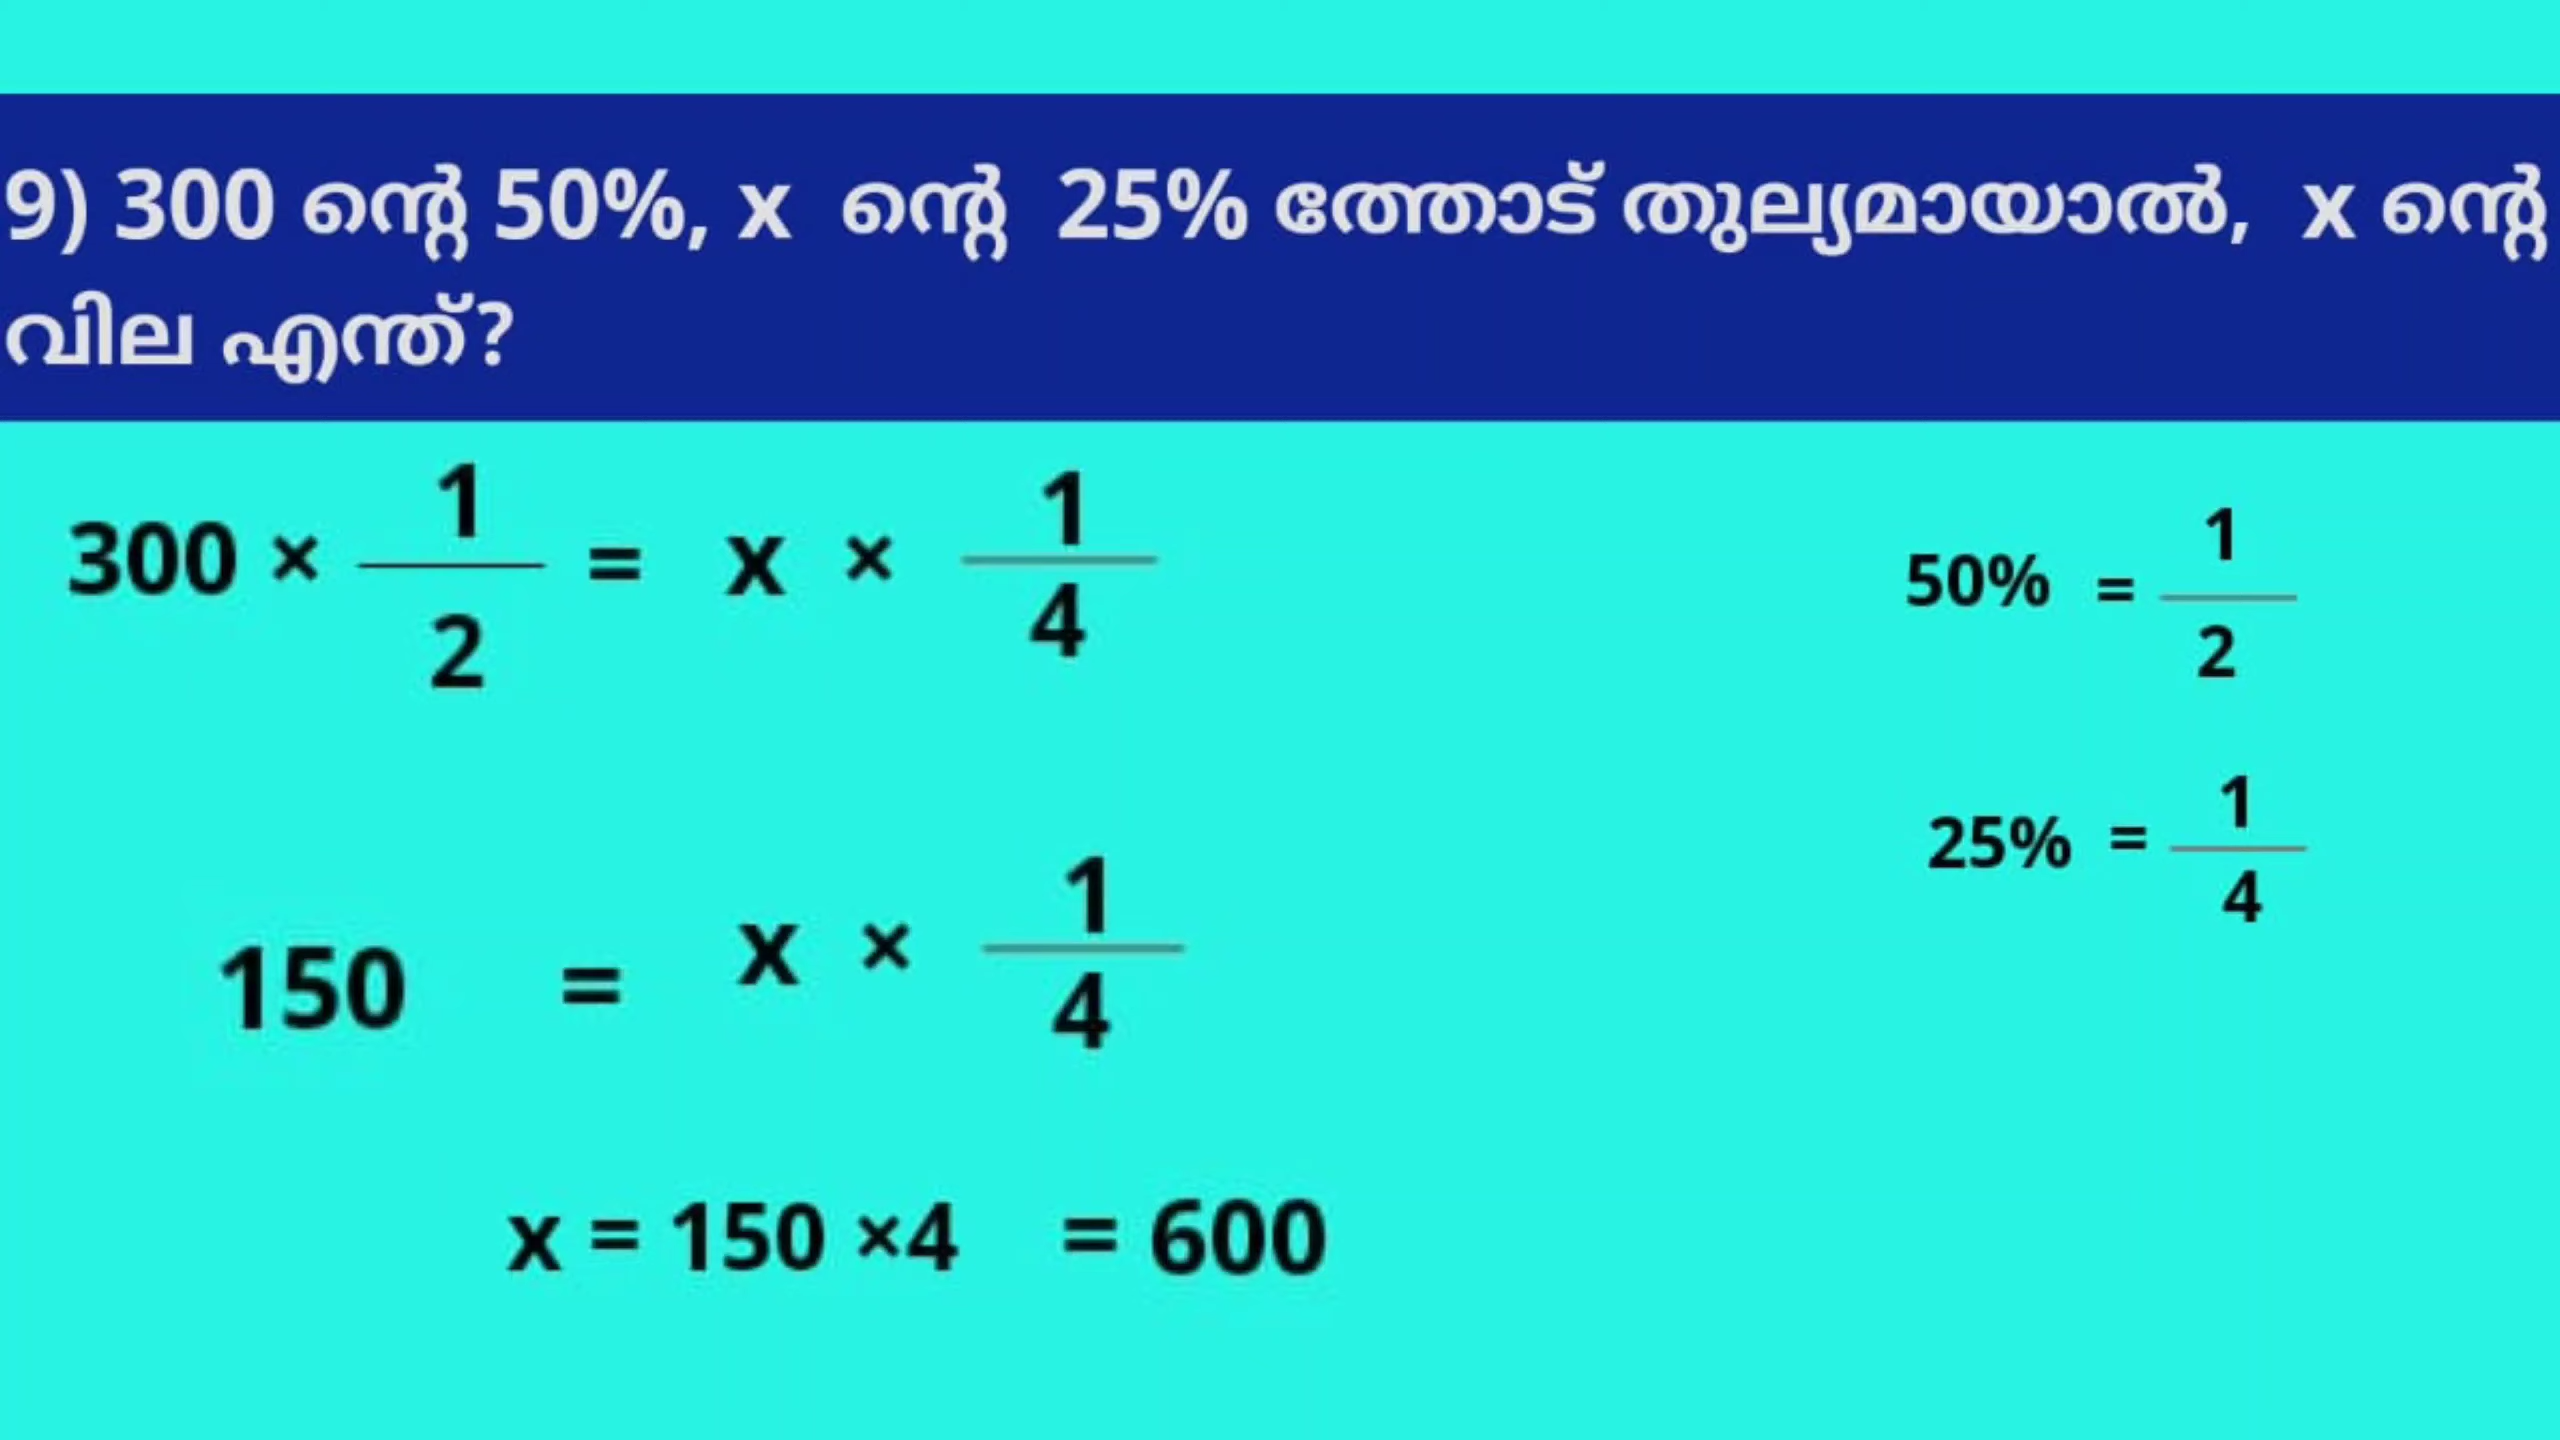 9) 300 ന്റെ 50%, x ന്റെ 25% ത്തോട് തുല്യമായാൽ, x ന്റെ
വില എന്ത്?
300 × 1/2 = x × 1/4
50% = 1/2
25% = 1/4
150 = x × 1/4
x = 150 ×4 = 600